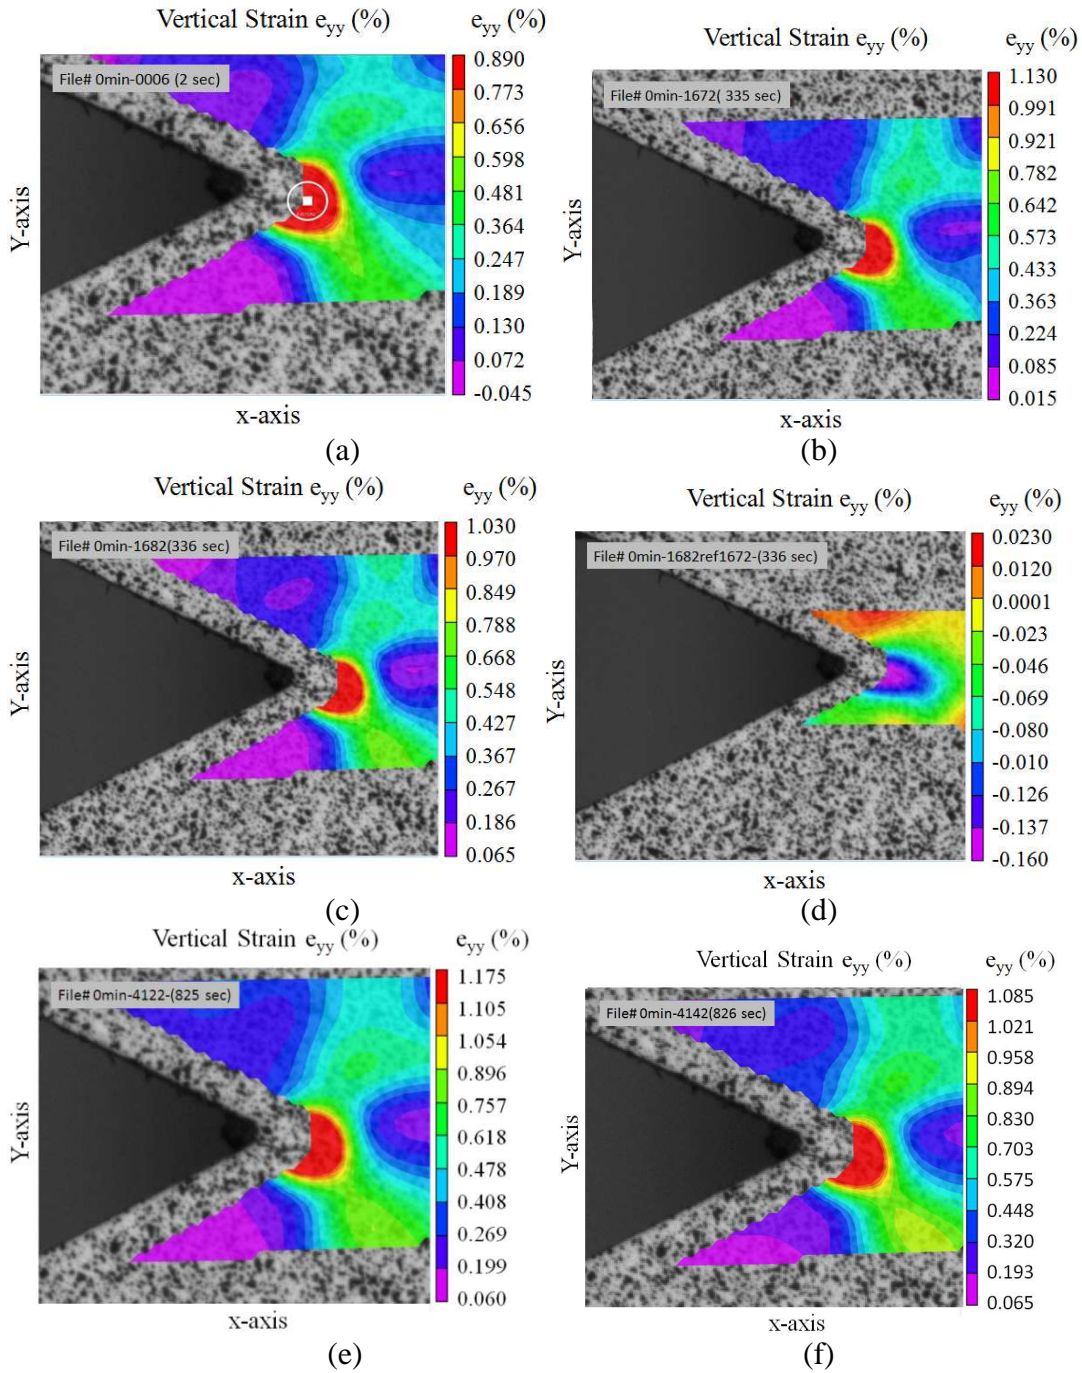 Vertical Strain eyy (%)
eyy (%)
File# 0min-0006 (2 sec)
0.890
0.773
0.656
0.598
0.481
0.364
0.247
0.189
0.130
0.072
-0.045
Y-axis
x-axis
(a)
Vertical Strain eyy (%)
eyy (%)
File# 0min-1672( 335 sec)
1.130
0.991
0.921
0.782
0.642
0.573
0.433
0.363
0.224
0.085
0.015
Y-axis
x-axis
(b)
Vertical Strain eyy (%)
eyy (%)
File# 0min-1682(336 sec)
1.030
0.970
0.849
0.788
0.668
0.548
0.427
0.367
0.267
0.186
0.065
Y-axis
x-axis
(c)
Vertical Strain eyy (%)
eyy (%)
File# 0min-1682ref1672-(336 sec)
0.0230
0.0120
0.0001
-0.023
-0.046
-0.069
-0.080
-0.010
-0.126
-0.137
-0.160
Y-axis
x-axis
(d)
Vertical Strain eyy (%)
eyy (%)
File# 0min-4122-(825 sec)
1.175
1.105
1.054
0.896
0.757
0.618
0.478
0.408
0.269
0.199
0.060
Y-axis
x-axis
(e)
Vertical Strain eyy (%)
eyy (%)
File# 0min-4142(826 sec)
1.085
1.021
0.958
0.894
0.830
0.703
0.575
0.448
0.320
0.193
0.065
Y-axis
x-axis
(f)